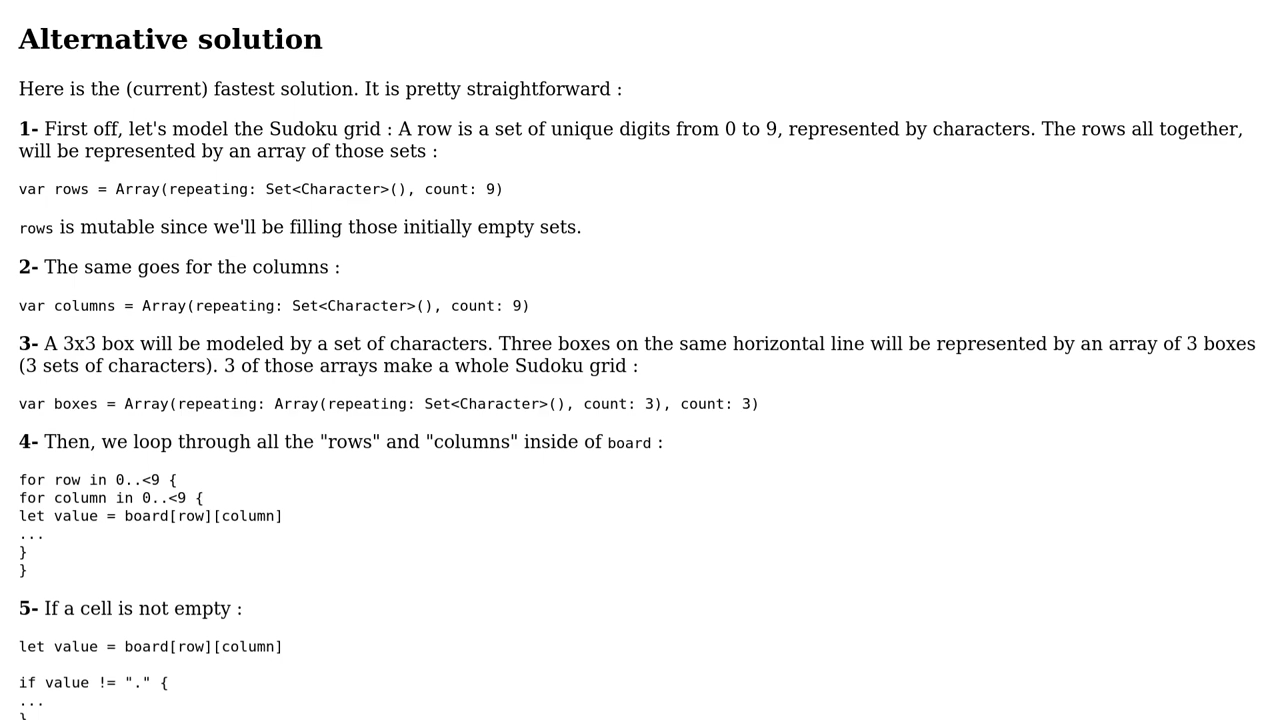 Alternative solution
Here is the (current) fastest solution. It is pretty straightforward :
1- First off, let's model the Sudoku grid : A row is a set of unique digits from 0 to 9, represented by characters. The rows all together,
will be represented by an array of those sets :
var rows = Array(repeating: Set<Character>(), count: 9)
rows is mutable since we'll be filling those initially empty sets.
2- The same goes for the columns :
var columns = Array(repeating: Set<Character>(), count: 9)
3- A 3x3 box will be modeled by a set of characters. Three boxes on the same horizontal line will be represented by an array of 3 boxes
(3 sets of characters). 3 of those arrays make a whole Sudoku grid :
var boxes = Array(repeating: Array(repeating: Set<Character>(), count: 3), count: 3)
4- Then, we loop through all the "rows" and "columns" inside of board :
for row in 0..<9 {
for column in 0..<9 {
let value = board[row][column]
...
}
}
5- If a cell is not empty :
let value = board[row][column]
if value != "." {
...
}